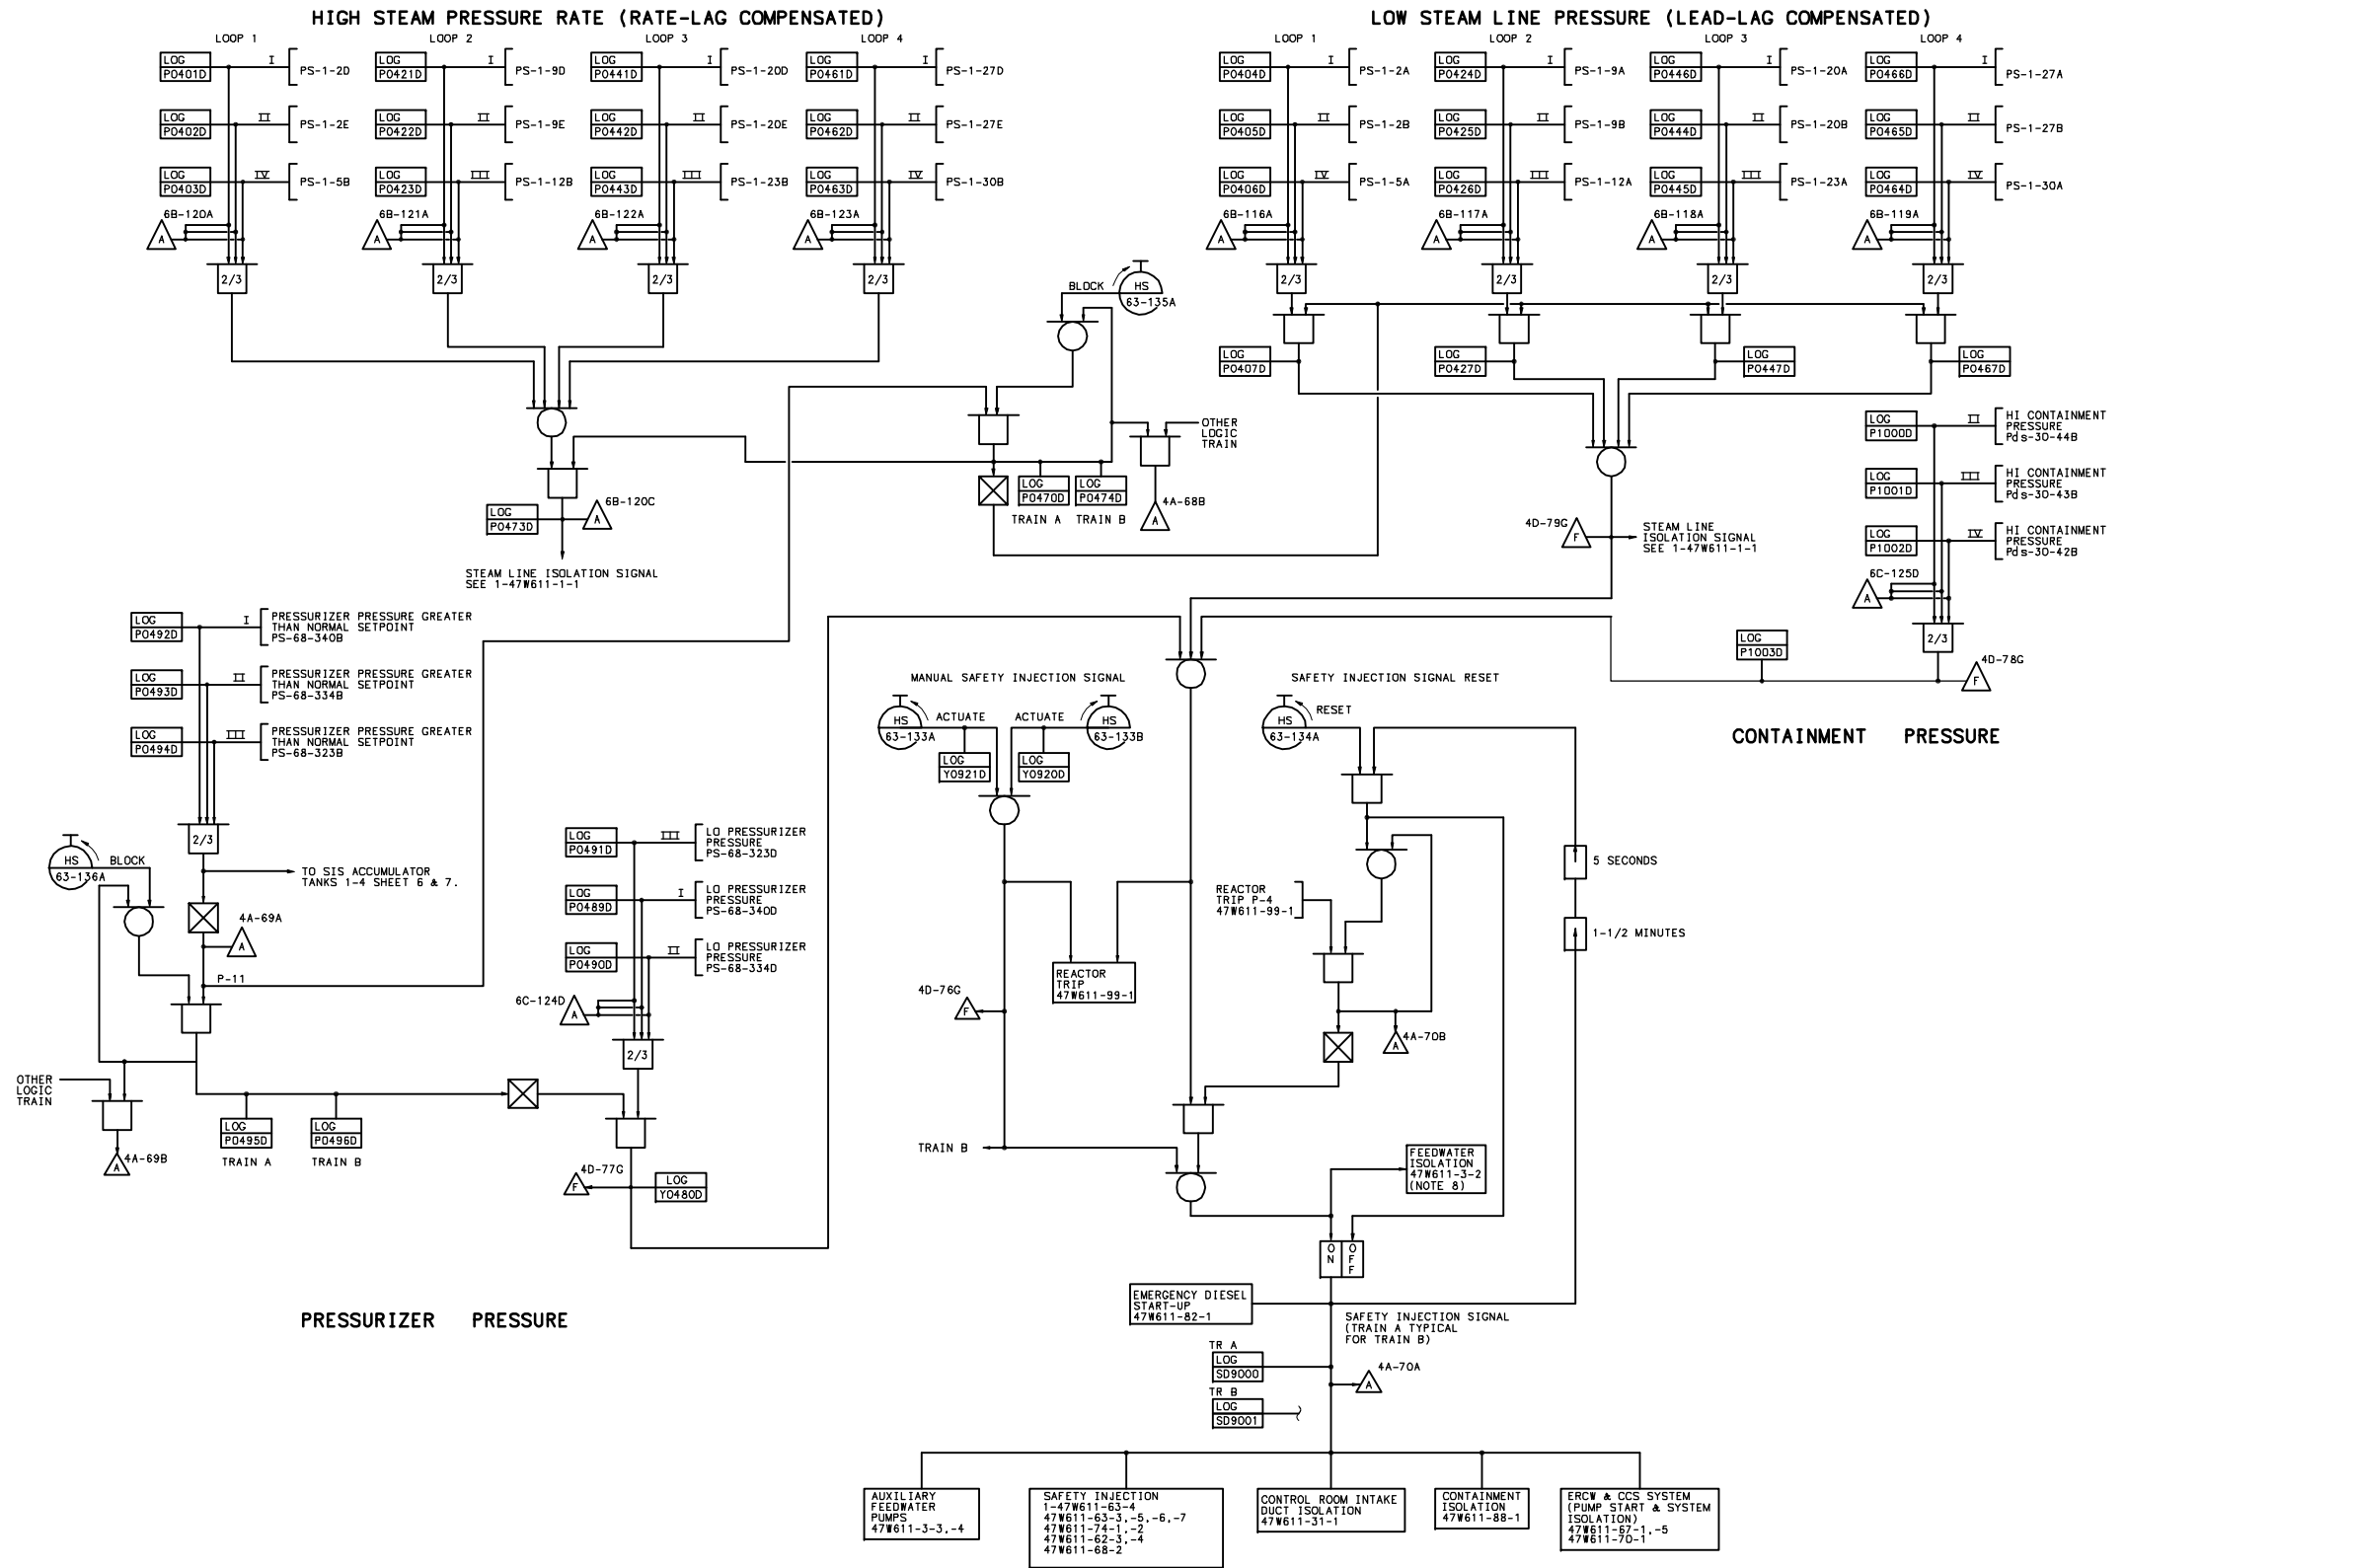 HIGH STEAM PRESSURE RATE (RATE-LAG COMPENSATED)
LOOP 1
LOOP 2
LOOP 3
LOOP 4
LOG
P0401D
I
PS-1-2D
LOG
P0421D
I
PS-1-9D
LOG
P0441D
I
PS-1-20D
LOG
P0461D
I
PS-1-27D
LOG
P0402D
II
PS-1-2E
LOG
P0422D
II
PS-1-9E
LOG
P0442D
II
PS-1-20E
LOG
P0462D
II
PS-1-27E
LOG
P0403D
IV
PS-1-5B
LOG
P0423D
III
PS-1-12B
LOG
P0443D
III
PS-1-23B
LOG
P0463D
IV
PS-1-30B
6B-120A
A
6B-121A
A
6B-122A
A
6B-123A
A
2/3
2/3
2/3
2/3
LOW STEAM LINE PRESSURE (LEAD-LAG COMPENSATED)
LOOP 1
LOOP 2
LOOP 3
LOOP 4
LOG
P0404D
I
PS-1-2A
LOG
P0424D
I
PS-1-9A
LOG
P0446D
I
PS-1-20A
LOG
P0466D
I
PS-1-27A
LOG
P0405D
II
PS-1-2B
LOG
P0425D
II
PS-1-9B
LOG
P0444D
II
PS-1-20B
LOG
P0465D
II
PS-1-27B
LOG
P0406D
IV
PS-1-5A
LOG
P0426D
III
PS-1-12A
LOG
P0445D
III
PS-1-23A
LOG
P0464D
IV
PS-1-30A
6B-116A
A
6B-117A
A
6B-118A
A
6B-119A
A
2/3
2/3
2/3
2/3
BLOCK
HS
63-135A
LOG
P0407D
LOG
P0427D
LOG
P0447D
LOG
P0467D
OTHER
LOGIC
TRAIN
LOG
P0470D
TRAIN A
LOG
P0474D
TRAIN B
4A-68B
A
LOG
P0473D
6B-120C
A
STEAM LINE ISOLATION SIGNAL
SEE 1-47W611-1-1
4D-79G
F
STEAM LINE
ISOLATION SIGNAL
SEE 1-47W611-1-1
LOG
P1000D
II
HI CONTAINMENT
PRESSURE
Pds-30-44B
LOG
P1001D
III
HI CONTAINMENT
PRESSURE
Pds-30-43B
LOG
P1002D
IV
HI CONTAINMENT
PRESSURE
Pds-30-42B
6C-125D
A
2/3
LOG
P1003D
4D-78G
F
CONTAINMENT PRESSURE
LOG
P0492D
I
PRESSURIZER PRESSURE GREATER
THAN NORMAL SETPOINT
PS-68-340B
LOG
P0493D
II
PRESSURIZER PRESSURE GREATER
THAN NORMAL SETPOINT
PS-68-334B
LOG
P0494D
III
PRESSURIZER PRESSURE GREATER
THAN NORMAL SETPOINT
PS-68-323B
2/3
HS
63-136A
BLOCK
TO SIS ACCUMULATOR
TANKS 1-4 SHEET 6 & 7.
4A-69A
A
P-11
OTHER
LOGIC
TRAIN
4A-69B
A
LOG
P0495D
TRAIN A
LOG
P0496D
TRAIN B
LOG
P0491D
III
LO PRESSURIZER
PRESSURE
PS-68-323D
LOG
P0489D
I
LO PRESSURIZER
PRESSURE
PS-68-340D
LOG
P0490D
II
LO PRESSURIZER
PRESSURE
PS-68-334D
6C-124D
A
2/3
4D-77G
F
LOG
Y0480D
PRESSURIZER PRESSURE
MANUAL SAFETY INJECTION SIGNAL
HS
63-133A
ACTUATE
ACTUATE
HS
63-133B
LOG
Y0921D
LOG
Y0920D
SAFETY INJECTION SIGNAL RESET
HS
63-134A
RESET
5 SECONDS
1-1/2 MINUTES
REACTOR
TRIP P-4
47W611-99-1
REACTOR
TRIP
47W611-99-1
4D-76G
F
4A-70B
A
TRAIN B
FEEDWATER
ISOLATION
47W611-3-2
(NOTE 8)
ON
OFF
EMERGENCY DIESEL
START-UP
47W611-82-1
SAFETY INJECTION SIGNAL
(TRAIN A TYPICAL
FOR TRAIN B)
TR A
LOG
SD9000
4A-70A
A
TR B
LOG
SD9001
AUXILIARY
FEEDWATER
PUMPS
47W611-3-3,-4
SAFETY INJECTION
1-47W611-63-4
47W611-63-3,-5,-6,-7
47W611-74-1,-2
47W611-62-3,-4
47W611-68-2
CONTROL ROOM INTAKE
DUCT ISOLATION
47W611-31-1
CONTAINMENT
ISOLATION
47W611-88-1
ERCW & CCS SYSTEM
(PUMP START & SYSTEM
ISOLATION)
47W611-67-1,-5
47W611-70-1